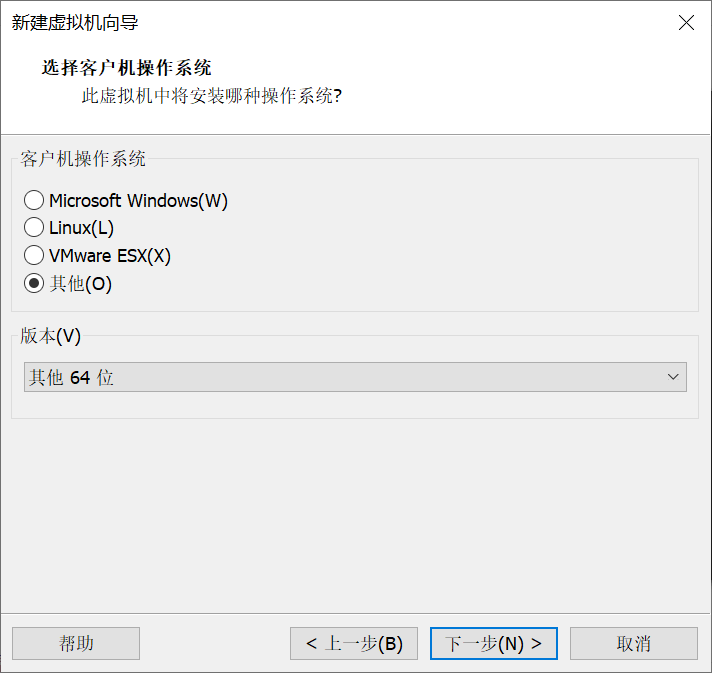 新建虚拟机向导
选择客户机操作系统
此虚拟机中将安装哪种操作系统?
客户机操作系统
Microsoft Windows(W)
Linux(L)
VMware ESX(X)
其他(O)
版本(V)
其他 64 位
帮助
< 上一步(B)
下一步(N) >
取消